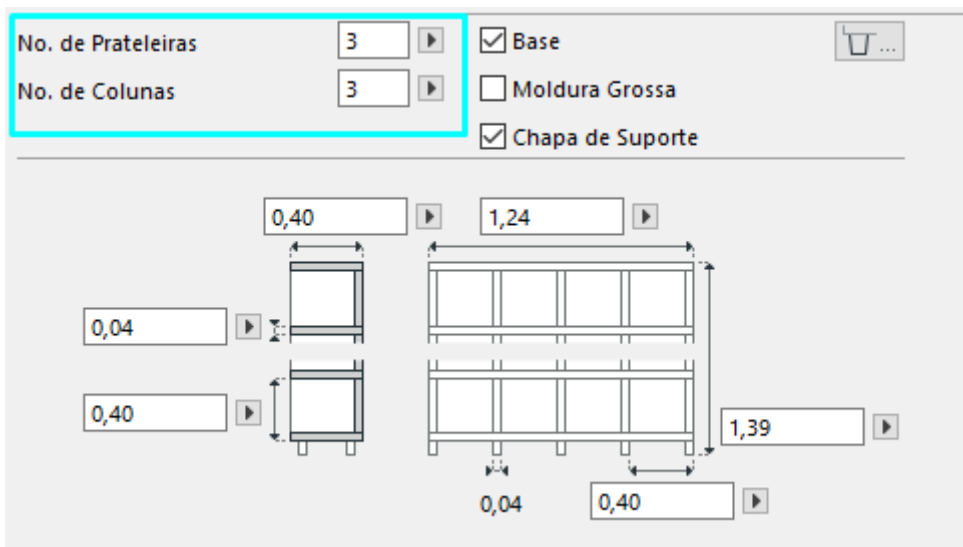 No. de Prateleiras 3
Base
...
No. de Colunas 3
Moldura Grossa
Chapa de Suporte
0,40
1,24
0,04
0,40
1,39
0,04
0,40